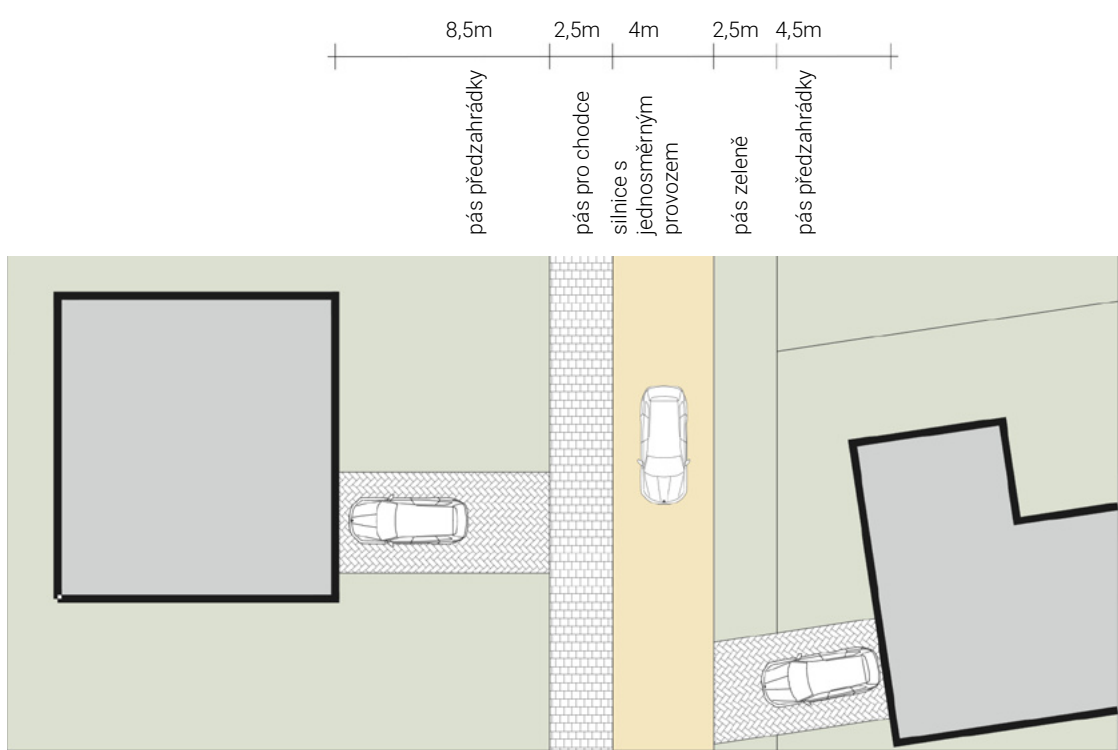 8,5m 2,5m 4m 2,5m 4,5m
pás předzahrádky
pás pro chodce
silnice s
jednosměrným
provozem
pás zeleně
pás předzahrádky